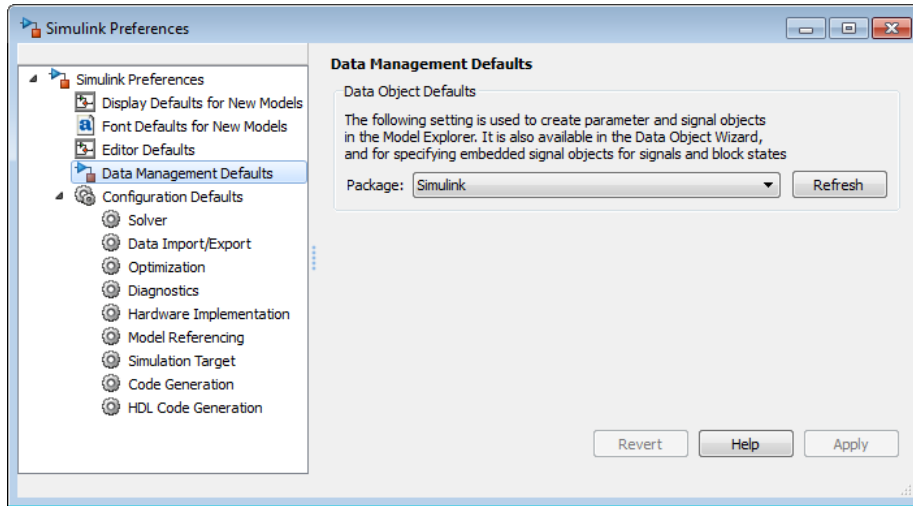 Simulink Preferences
Simulink Preferences
Display Defaults for New Models
Font Defaults for New Models
Editor Defaults
Data Management Defaults
Configuration Defaults
Solver
Data Import/Export
Optimization
Diagnostics
Hardware Implementation
Model Referencing
Simulation Target
Code Generation
HDL Code Generation
Data Management Defaults
Data Object Defaults
The following setting is used to create parameter and signal objects
in the Model Explorer. It is also available in the Data Object Wizard,
and for specifying embedded signal objects for signals and block states
Package: Simulink Refresh
Revert Help Apply